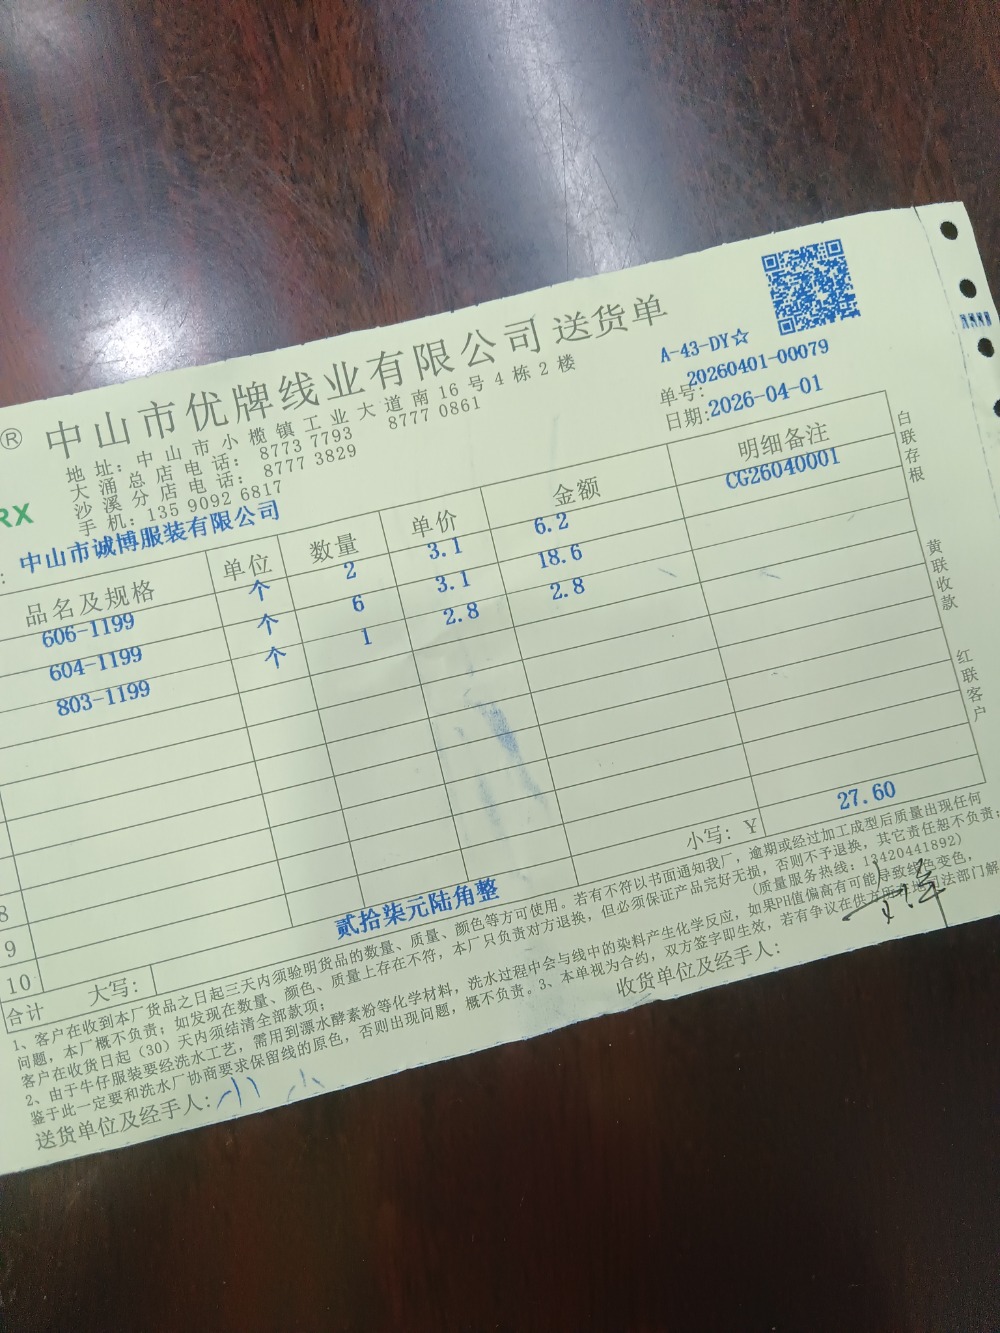 ® 中山市优牌线业有限公司 送货单
地址：中山市小榄镇工业大道南16号4栋2楼
大涌总店电话：8773 7793 8777 0861
沙溪分店电话：8777 3829
手机：135 9092 6817
RX
A-43-DY☆
单号：20260401-00079
日期：2026-04-01
：中山市诚博服装有限公司
品名及规格 单位 数量 单价 金额 明细备注
606-1199 个 2 3.1 6.2 CG26040001
604-1199 个 6 3.1 18.6
803-1199 个 1 2.8 2.8
8
9
10
合计 大写：贰拾柒元陆角整 小写：Y 27.60
1、客户在收到本厂货品之日起三天内须验明货品的数量、质量、颜色等方可使用。若有不符以书面通知我厂，逾期或经过加工成型后质量出现任何
问题，本厂概不负责；如发现在数量、颜色、质量上存在不符，本厂只负责对方退换，但必须保证产品完好无损，否则不予退换，其它责任恕不负责；
客户在收货日起（30）天内须结清全部款项；（质量服务热线：13420441892）
2、由于牛仔服装要经洗水工艺，需用到漂水酵素粉等化学材料，洗水过程中会与线中的染料产生化学反应，如果PH值偏高有可能导致线色变色，
鉴于此一定要和洗水厂协商要求保留线的原色，否则出现问题，概不负责。3、本单视为合约，双方签字即生效，若有争议在供方所在地司法部门解
送货单位及经手人： 收货单位及经手人：
白联存根
黄联收款
红联客户